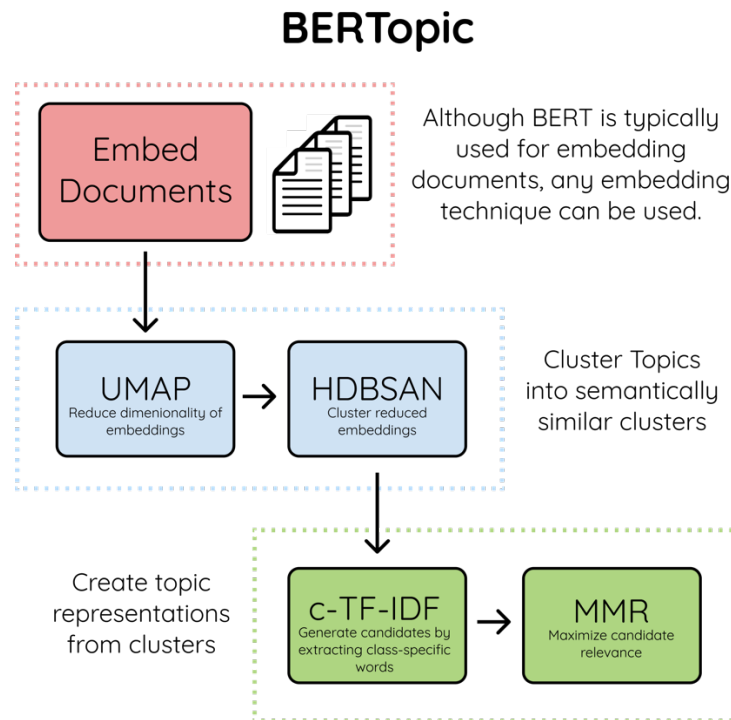 BERTopic
Embed
Documents
Although BERT is typically
used for embedding
documents, any embedding
technique can be used.
UMAP
Reduce dimenionality of
embeddings
HDBSAN
Cluster reduced
embeddings
Cluster Topics
into semantically
similar clusters
Create topic
representations
from clusters
c-TF-IDF
Generate candidates by
extracting class-specific
words
MMR
Maximize candidate
relevance